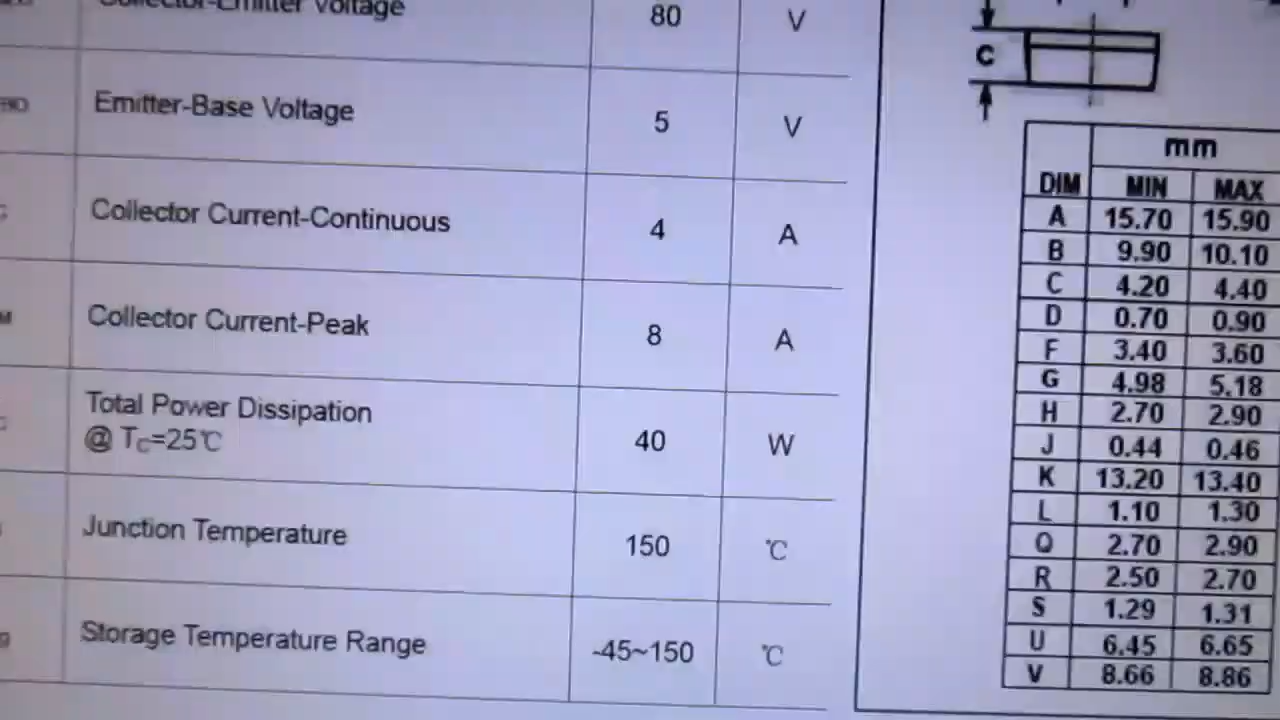 Collector-Emitter Voltage 80 V
Emitter-Base Voltage 5 V
Collector Current-Continuous 4 A
Collector Current-Peak 8 A
Total Power Dissipation
@ TC=25℃ 40 W
Junction Temperature 150 ℃
Storage Temperature Range -45~150 ℃
C
mm
DIM MIN MAX
A 15.70 15.90
B 9.90 10.10
C 4.20 4.40
D 0.70 0.90
F 3.40 3.60
G 4.98 5.18
H 2.70 2.90
J 0.44 0.46
K 13.20 13.40
L 1.10 1.30
Q 2.70 2.90
R 2.50 2.70
S 1.29 1.31
U 6.45 6.65
V 8.66 8.86